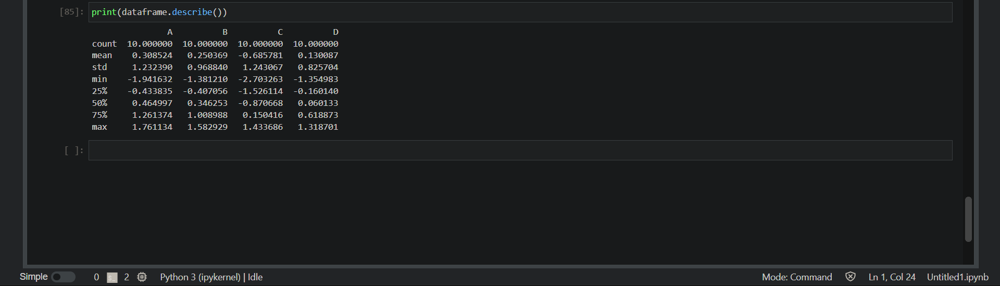 [85]: print(dataframe.describe())
A B C D
count 10.000000 10.000000 10.000000 10.000000
mean 0.308524 0.250369 -0.685781 0.130087
std 1.232390 0.968840 1.243067 0.825704
min -1.941632 -1.381210 -2.703263 -1.354983
25% -0.433835 -0.407056 -1.526114 -0.160140
50% 0.464997 0.346253 -0.870668 0.060133
75% 1.261374 1.008988 0.150416 0.618873
max 1.761134 1.582929 1.433686 1.318701
[ ]:
Simple 0 $_ 2 Python 3 (ipykernel) | Idle Mode: Command Ln 1, Col 24 Untitled1.ipynb